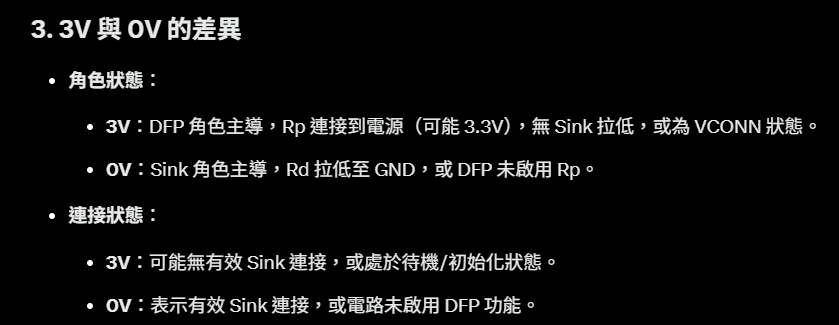 3. 3V 與 0V 的差異
• 角色狀態：
• 3V：DFP 角色主導，Rp 連接到電源（可能 3.3V），無 Sink 拉低，或為 VCONN 狀態。
• 0V：Sink 角色主導，Rd 拉低至 GND，或 DFP 未啟用 Rp。
• 連接狀態：
• 3V：可能無有效 Sink 連接，或處於待機/初始化狀態。
• 0V：表示有效 Sink 連接，或電路未啟用 DFP 功能。